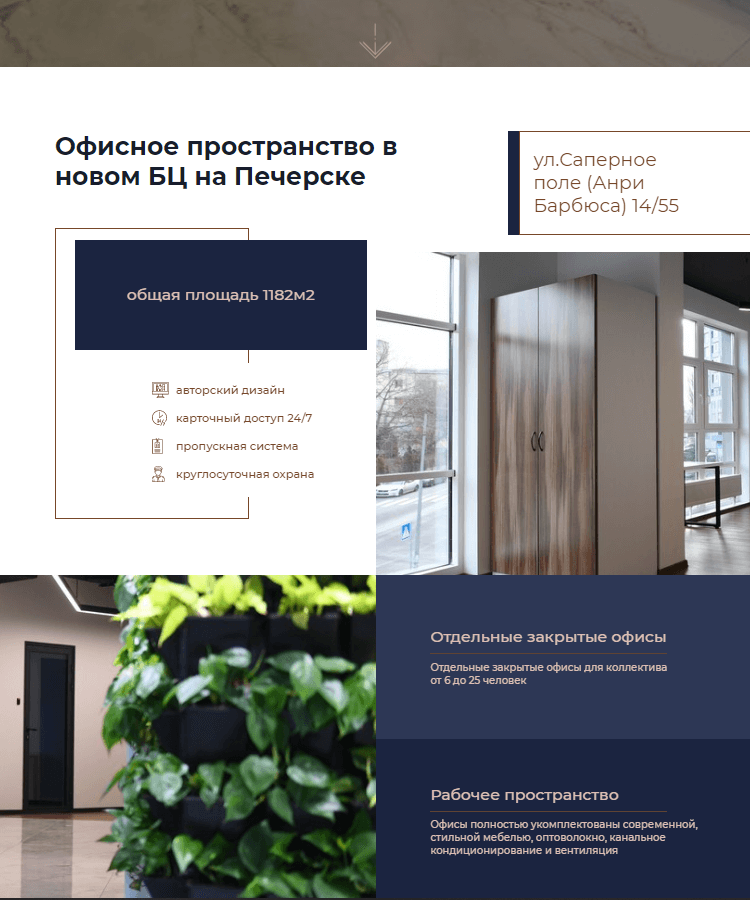 Офисное пространство в
новом БЦ на Печерске
ул.Саперное
поле (Анри
Барбюса) 14/55
общая площадь 1182м2
авторский дизайн
карточный доступ 24/7
пропускная система
круглосуточная охрана
Отдельные закрытые офисы
Отдельные закрытые офисы для коллектива
от 6 до 25 человек
Рабочее пространство
Офисы полностью укомплектованы современной,
стильной мебелью, оптоволокно, канальное
кондиционирование и вентиляция